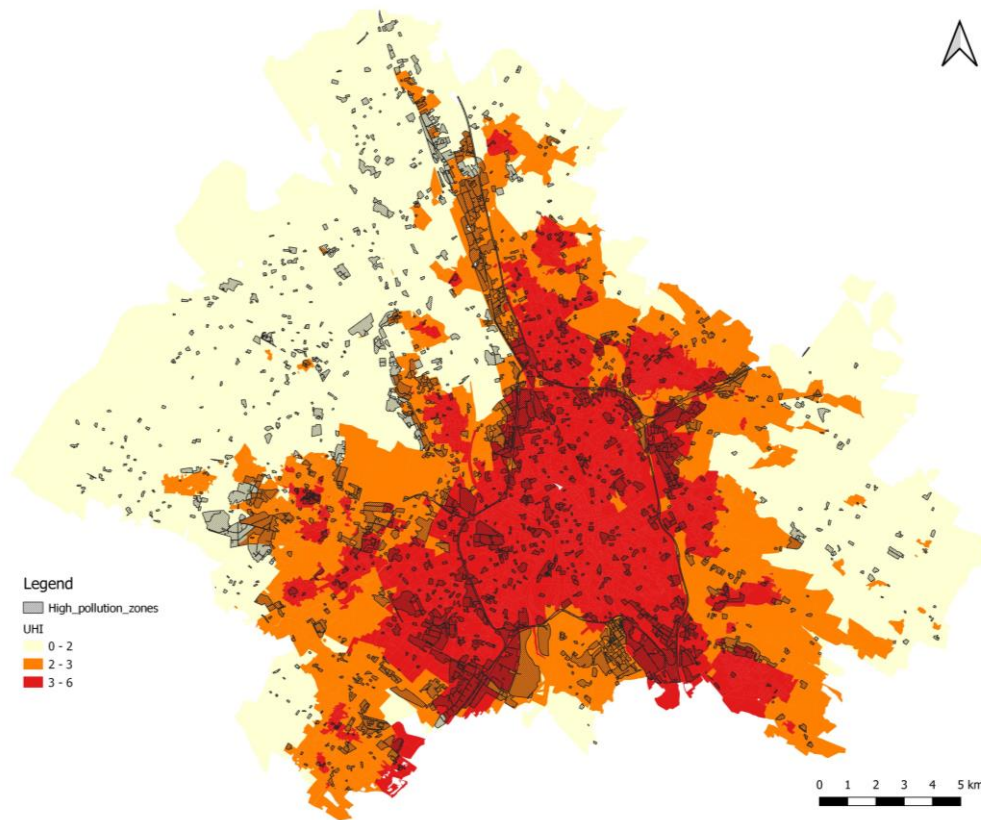 Legend
High_pollution_zones
UHI
0 - 2
2 - 3
3 - 6
0 1 2 3 4 5 km